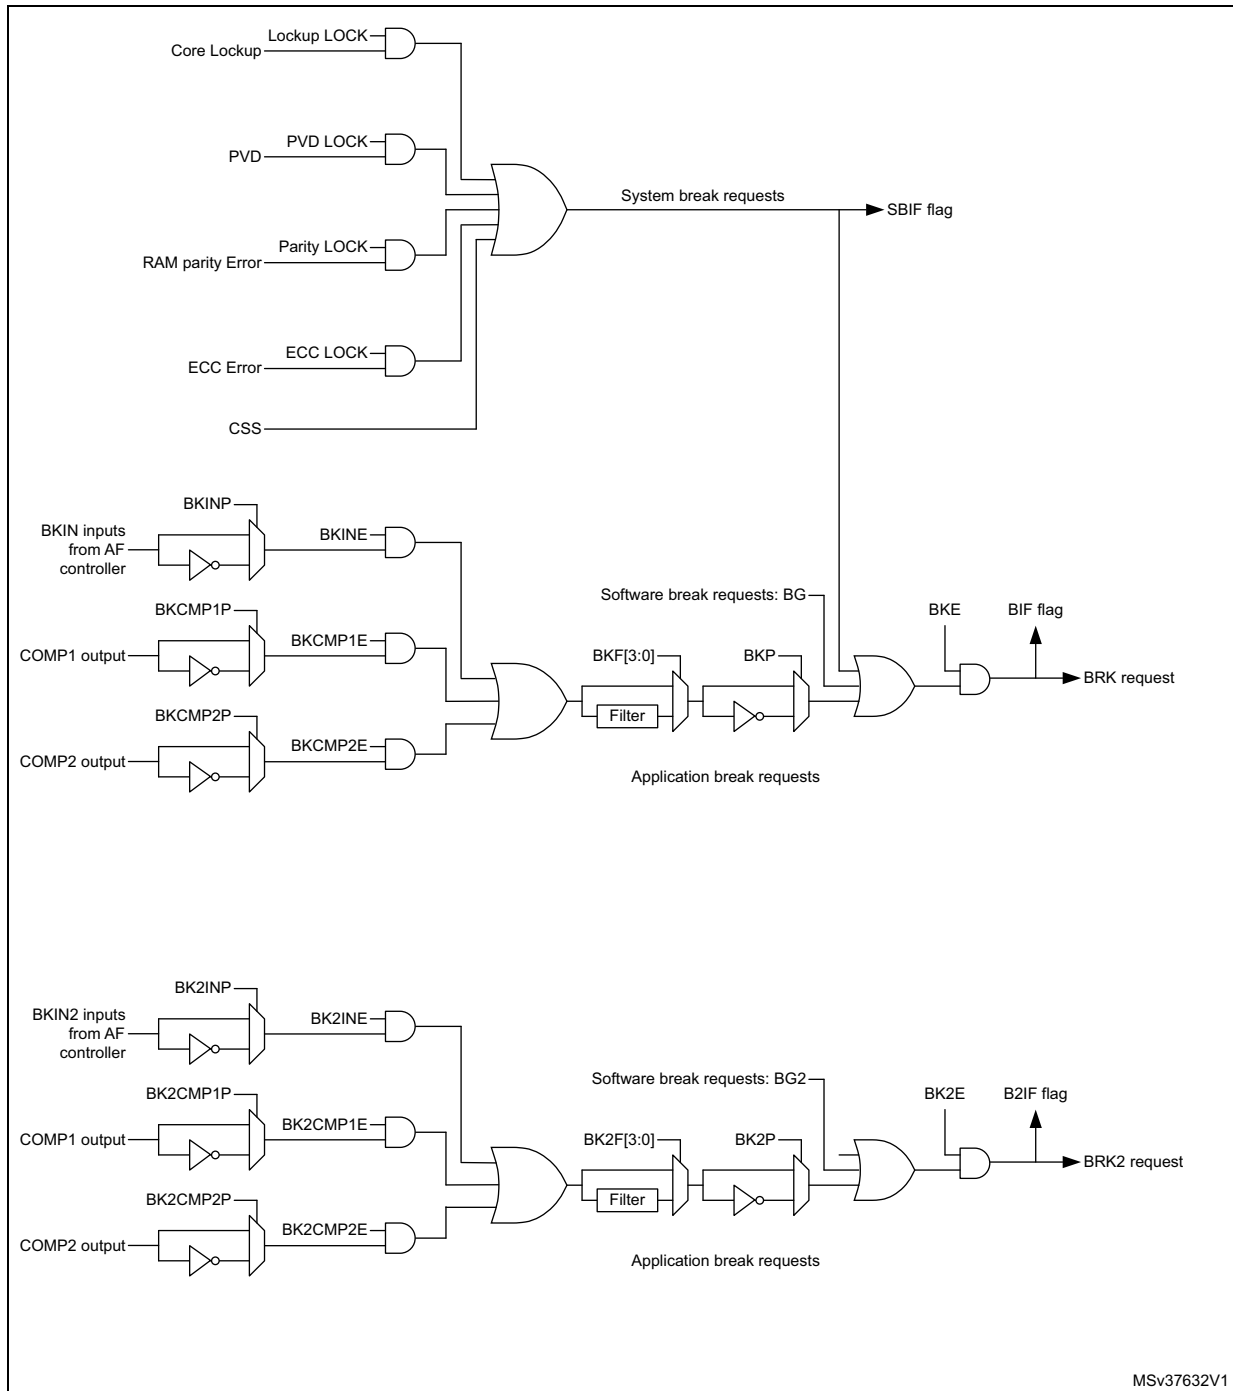 Lockup LOCK
Core Lockup
PVD LOCK
PVD
System break requests
SBIF flag
Parity LOCK
RAM parity Error
ECC LOCK
ECC Error
CSS
BKINP
BKIN inputs
from AF
controller
BKINE
BKCMP1P
COMP1 output
BKCMP1E
BKCMP2P
COMP2 output
BKCMP2E
Software break requests: BG
BKF[3:0]
Filter
BKP
BKE
BIF flag
BRK request
Application break requests
BK2INP
BKIN2 inputs
from AF
controller
BK2INE
BK2CMP1P
COMP1 output
BK2CMP1E
BK2CMP2P
COMP2 output
BK2CMP2E
Software break requests: BG2
BK2F[3:0]
Filter
BK2P
BK2E
B2IF flag
BRK2 request
Application break requests
MSv37632V1